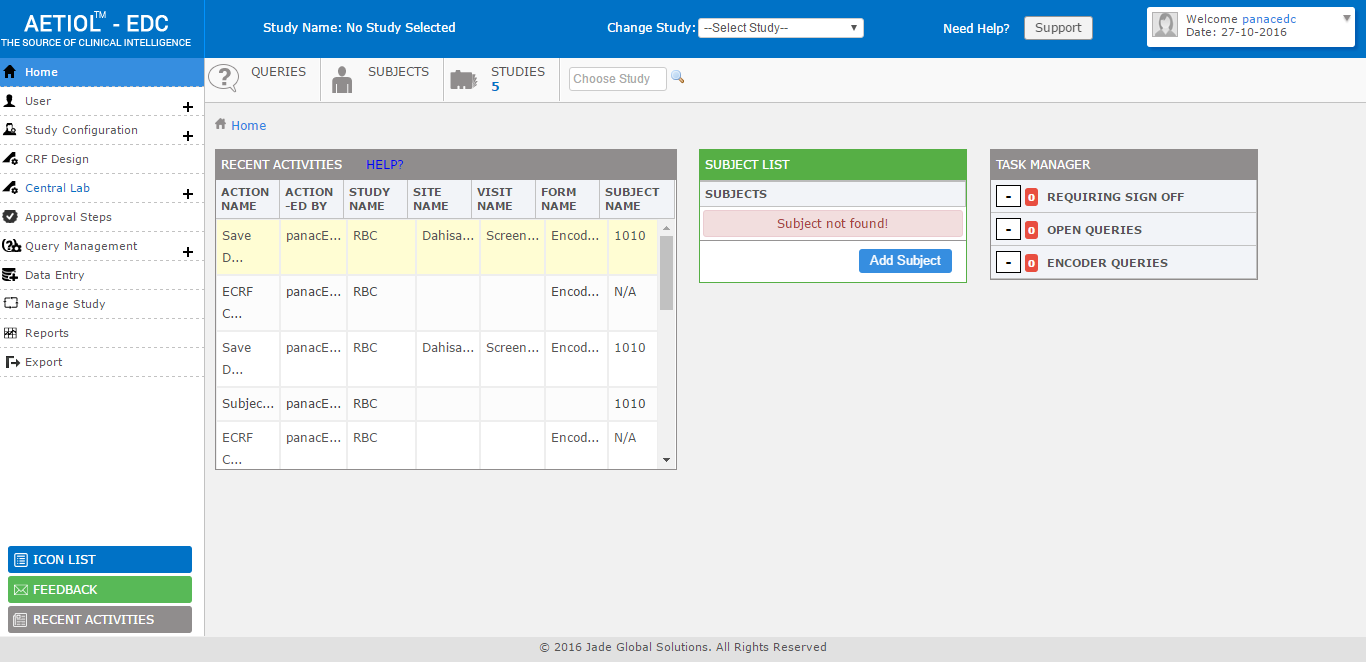 AETIOL™ - EDC
THE SOURCE OF CLINICAL INTELLIGENCE
Study Name: No Study Selected
Change Study: --Select Study--
Need Help? Support
Welcome panacedc
Date: 27-10-2016
Home
User
Study Configuration
CRF Design
Central Lab
Approval Steps
Query Management
Data Entry
Manage Study
Reports
Export
ICON LIST
FEEDBACK
RECENT ACTIVITIES
QUERIES
SUBJECTS
STUDIES
5
Choose Study
Home
RECENT ACTIVITIES HELP?
ACTION NAME ACTION -ED BY STUDY NAME SITE NAME VISIT NAME FORM NAME SUBJECT NAME
Save D... panacE... RBC Dahisa... Screen... Encod... 1010
ECRF C... panacE... RBC Encod... N/A
Save D... panacE... RBC Dahisa... Screen... Encod... 1010
Subjec... panacE... RBC 1010
ECRF C... panacE... RBC Encod... N/A
SUBJECT LIST
SUBJECTS
Subject not found!
Add Subject
TASK MANAGER
- 0 REQUIRING SIGN OFF
- 0 OPEN QUERIES
- 0 ENCODER QUERIES
© 2016 Jade Global Solutions. All Rights Reserved